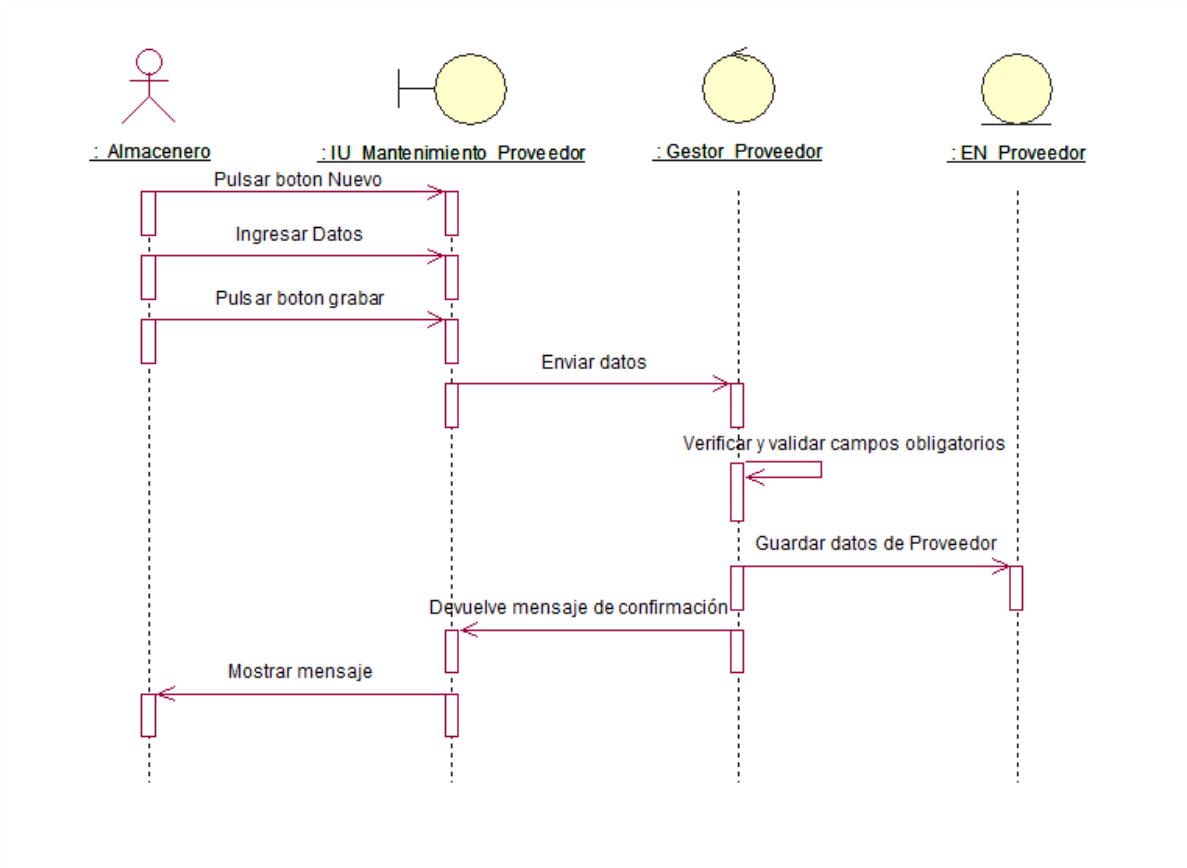 : Almacenero
: IU_Mantenimiento_Proveedor
: Gestor_Proveedor
: EN_Proveedor
Pulsar boton Nuevo
Ingresar Datos
Pulsar boton grabar
Enviar datos
Verificar y validar campos obligatorios
Guardar datos de Proveedor
Devuelve mensaje de confirmación
Mostrar mensaje